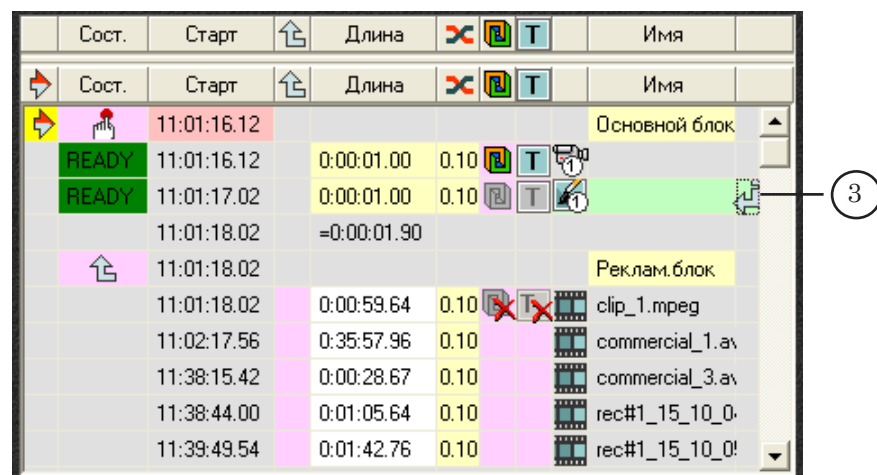 Сост. Старт Длина T Имя
Сост. Старт Длина T Имя
11:01:16.12 Основной блок
READY 11:01:16.12 0:00:01.00 0.10 T 1
READY 11:01:17.02 0:00:01.00 0.10 T 1 3
11:01:18.02 =0:00:01.90
11:01:18.02 Реклам.блок
11:01:18.02 0:00:59.64 0.10 T clip_1.mpeg
11:02:17.56 0:35:57.96 0.10 commercial_1.av
11:38:15.42 0:00:28.67 0.10 commercial_3.av
11:38:44.00 0:01:05.64 0.10 rec#1_15_10_0
11:39:49.54 0:01:42.76 0.10 rec#1_15_10_0